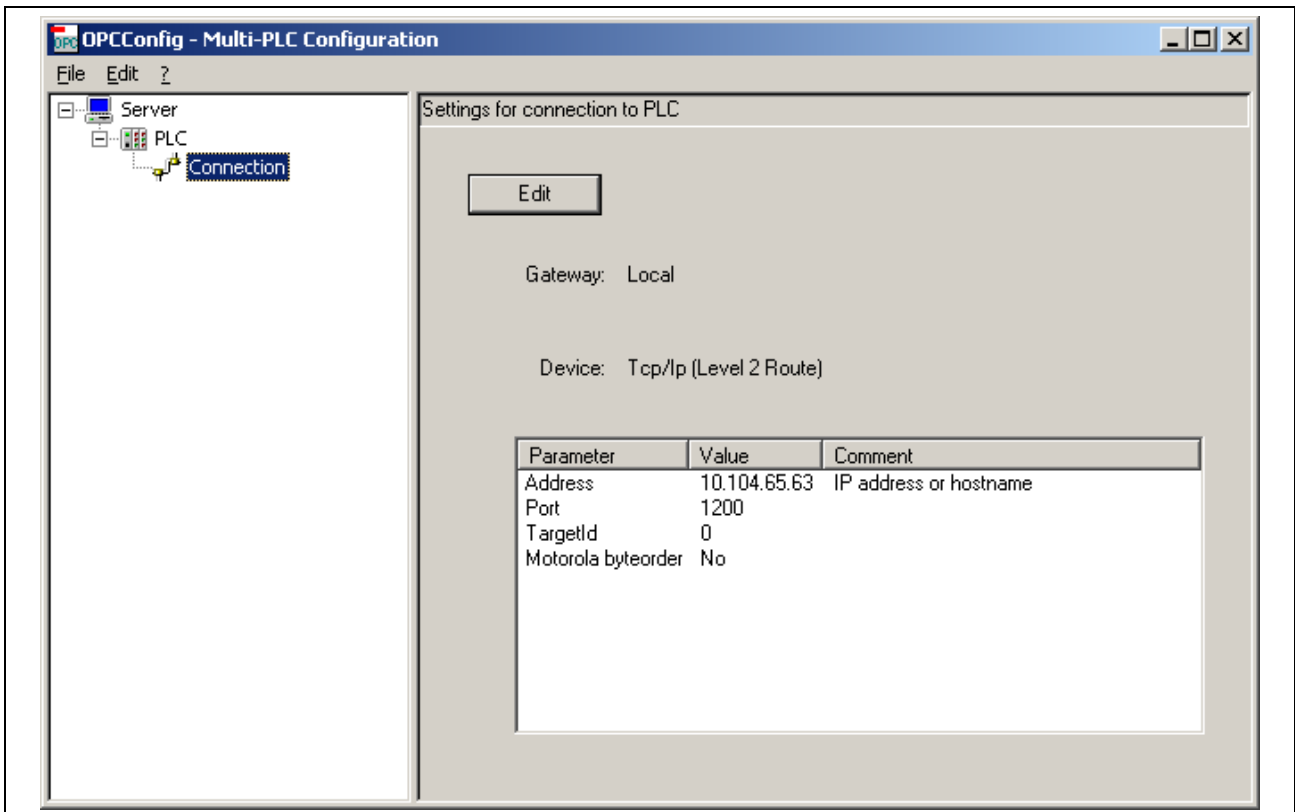 OPCConfig - Multi-PLC Configuration
File Edit ?
Server
PLC
Connection
Settings for connection to PLC
Edit
Gateway: Local
Device: Tcp/Ip (Level 2 Route)
Parameter Value Comment
Address 10.104.65.63 IP address or hostname
Port 1200
TargetId 0
Motorola byteorder No